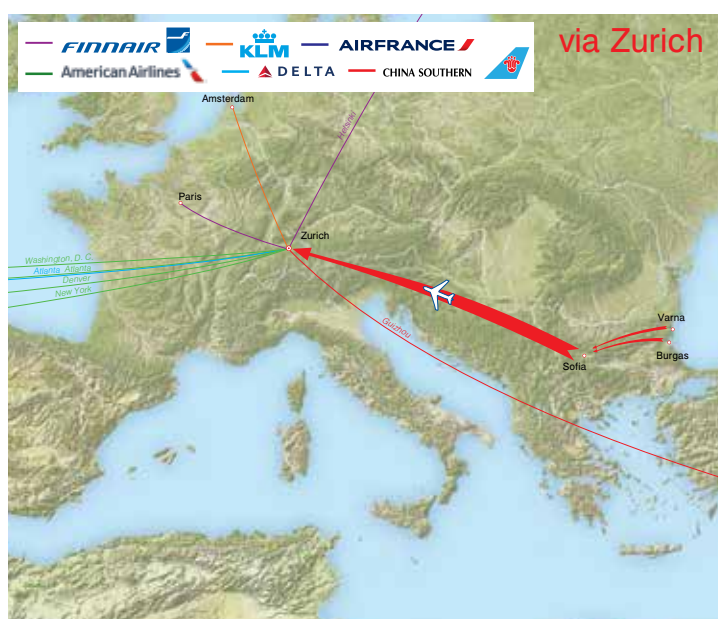 FINNAIR KLM AIRFRANCE
American Airlines DELTA CHINA SOUTHERN
via Zurich
Amsterdam
Helsinki
Paris
Zurich
Washington, D. C.
Atlanta Atlanta
Denver
New York
Guizhou
Varna
Burgas
Sofia